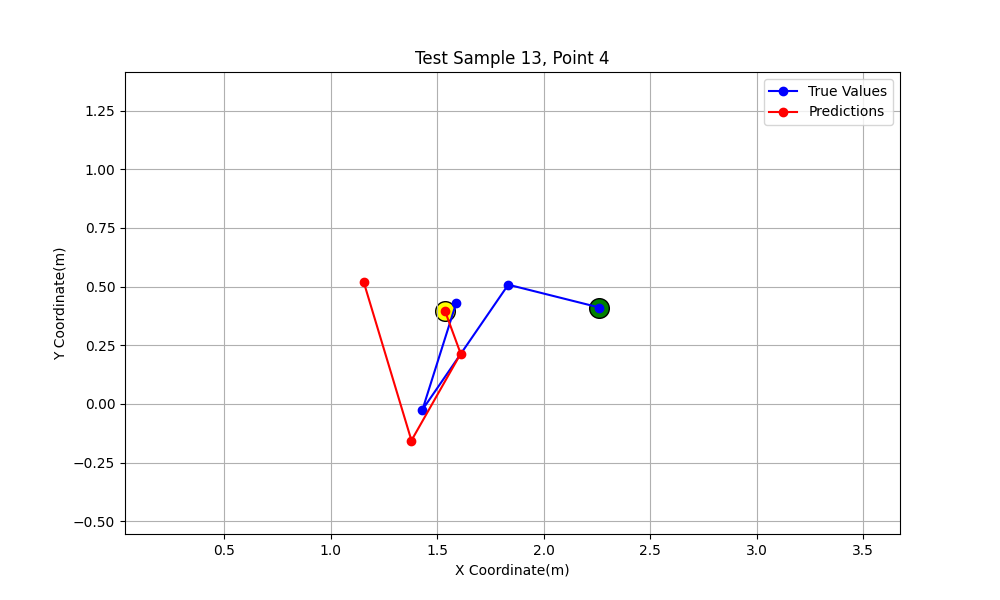 Test Sample 13, Point 4
True Values
Predictions
1.25
1.00
0.75
0.50
0.25
0.00
−0.25
−0.50
Y Coordinate(m)
0.5 1.0 1.5 2.0 2.5 3.0 3.5
X Coordinate(m)